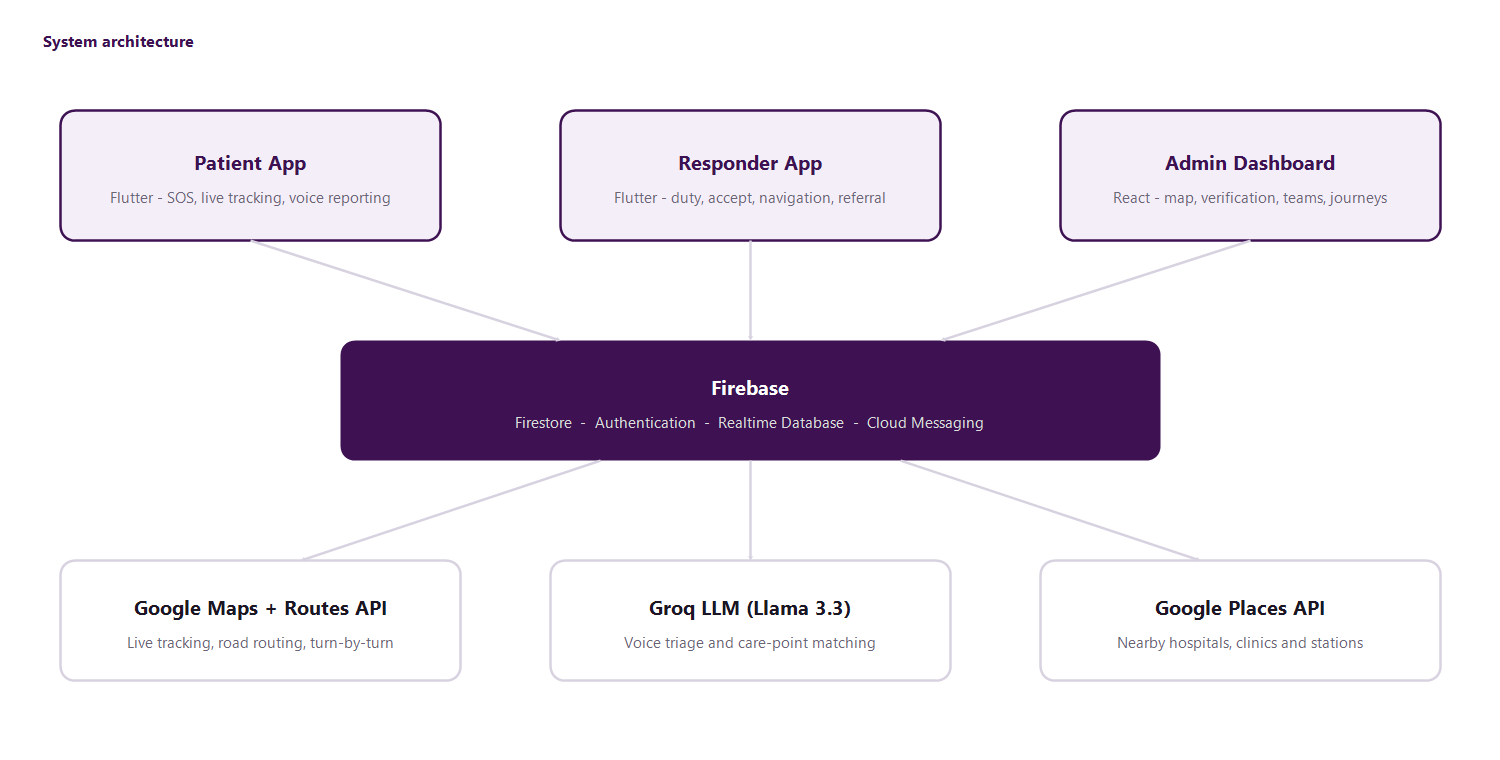 System architecture
Patient App
Flutter - SOS, live tracking, voice reporting
Responder App
Flutter - duty, accept, navigation, referral
Admin Dashboard
React - map, verification, teams, journeys
Firebase
Firestore - Authentication - Realtime Database - Cloud Messaging
Google Maps + Routes API
Live tracking, road routing, turn-by-turn
Groq LLM (Llama 3.3)
Voice triage and care-point matching
Google Places API
Nearby hospitals, clinics and stations